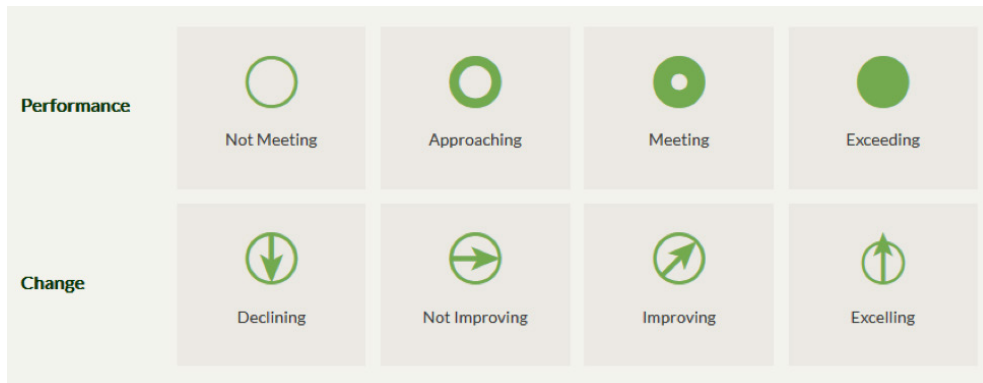 Performance
Not Meeting
Approaching
Meeting
Exceeding
Change
Declining
Not Improving
Improving
Excelling